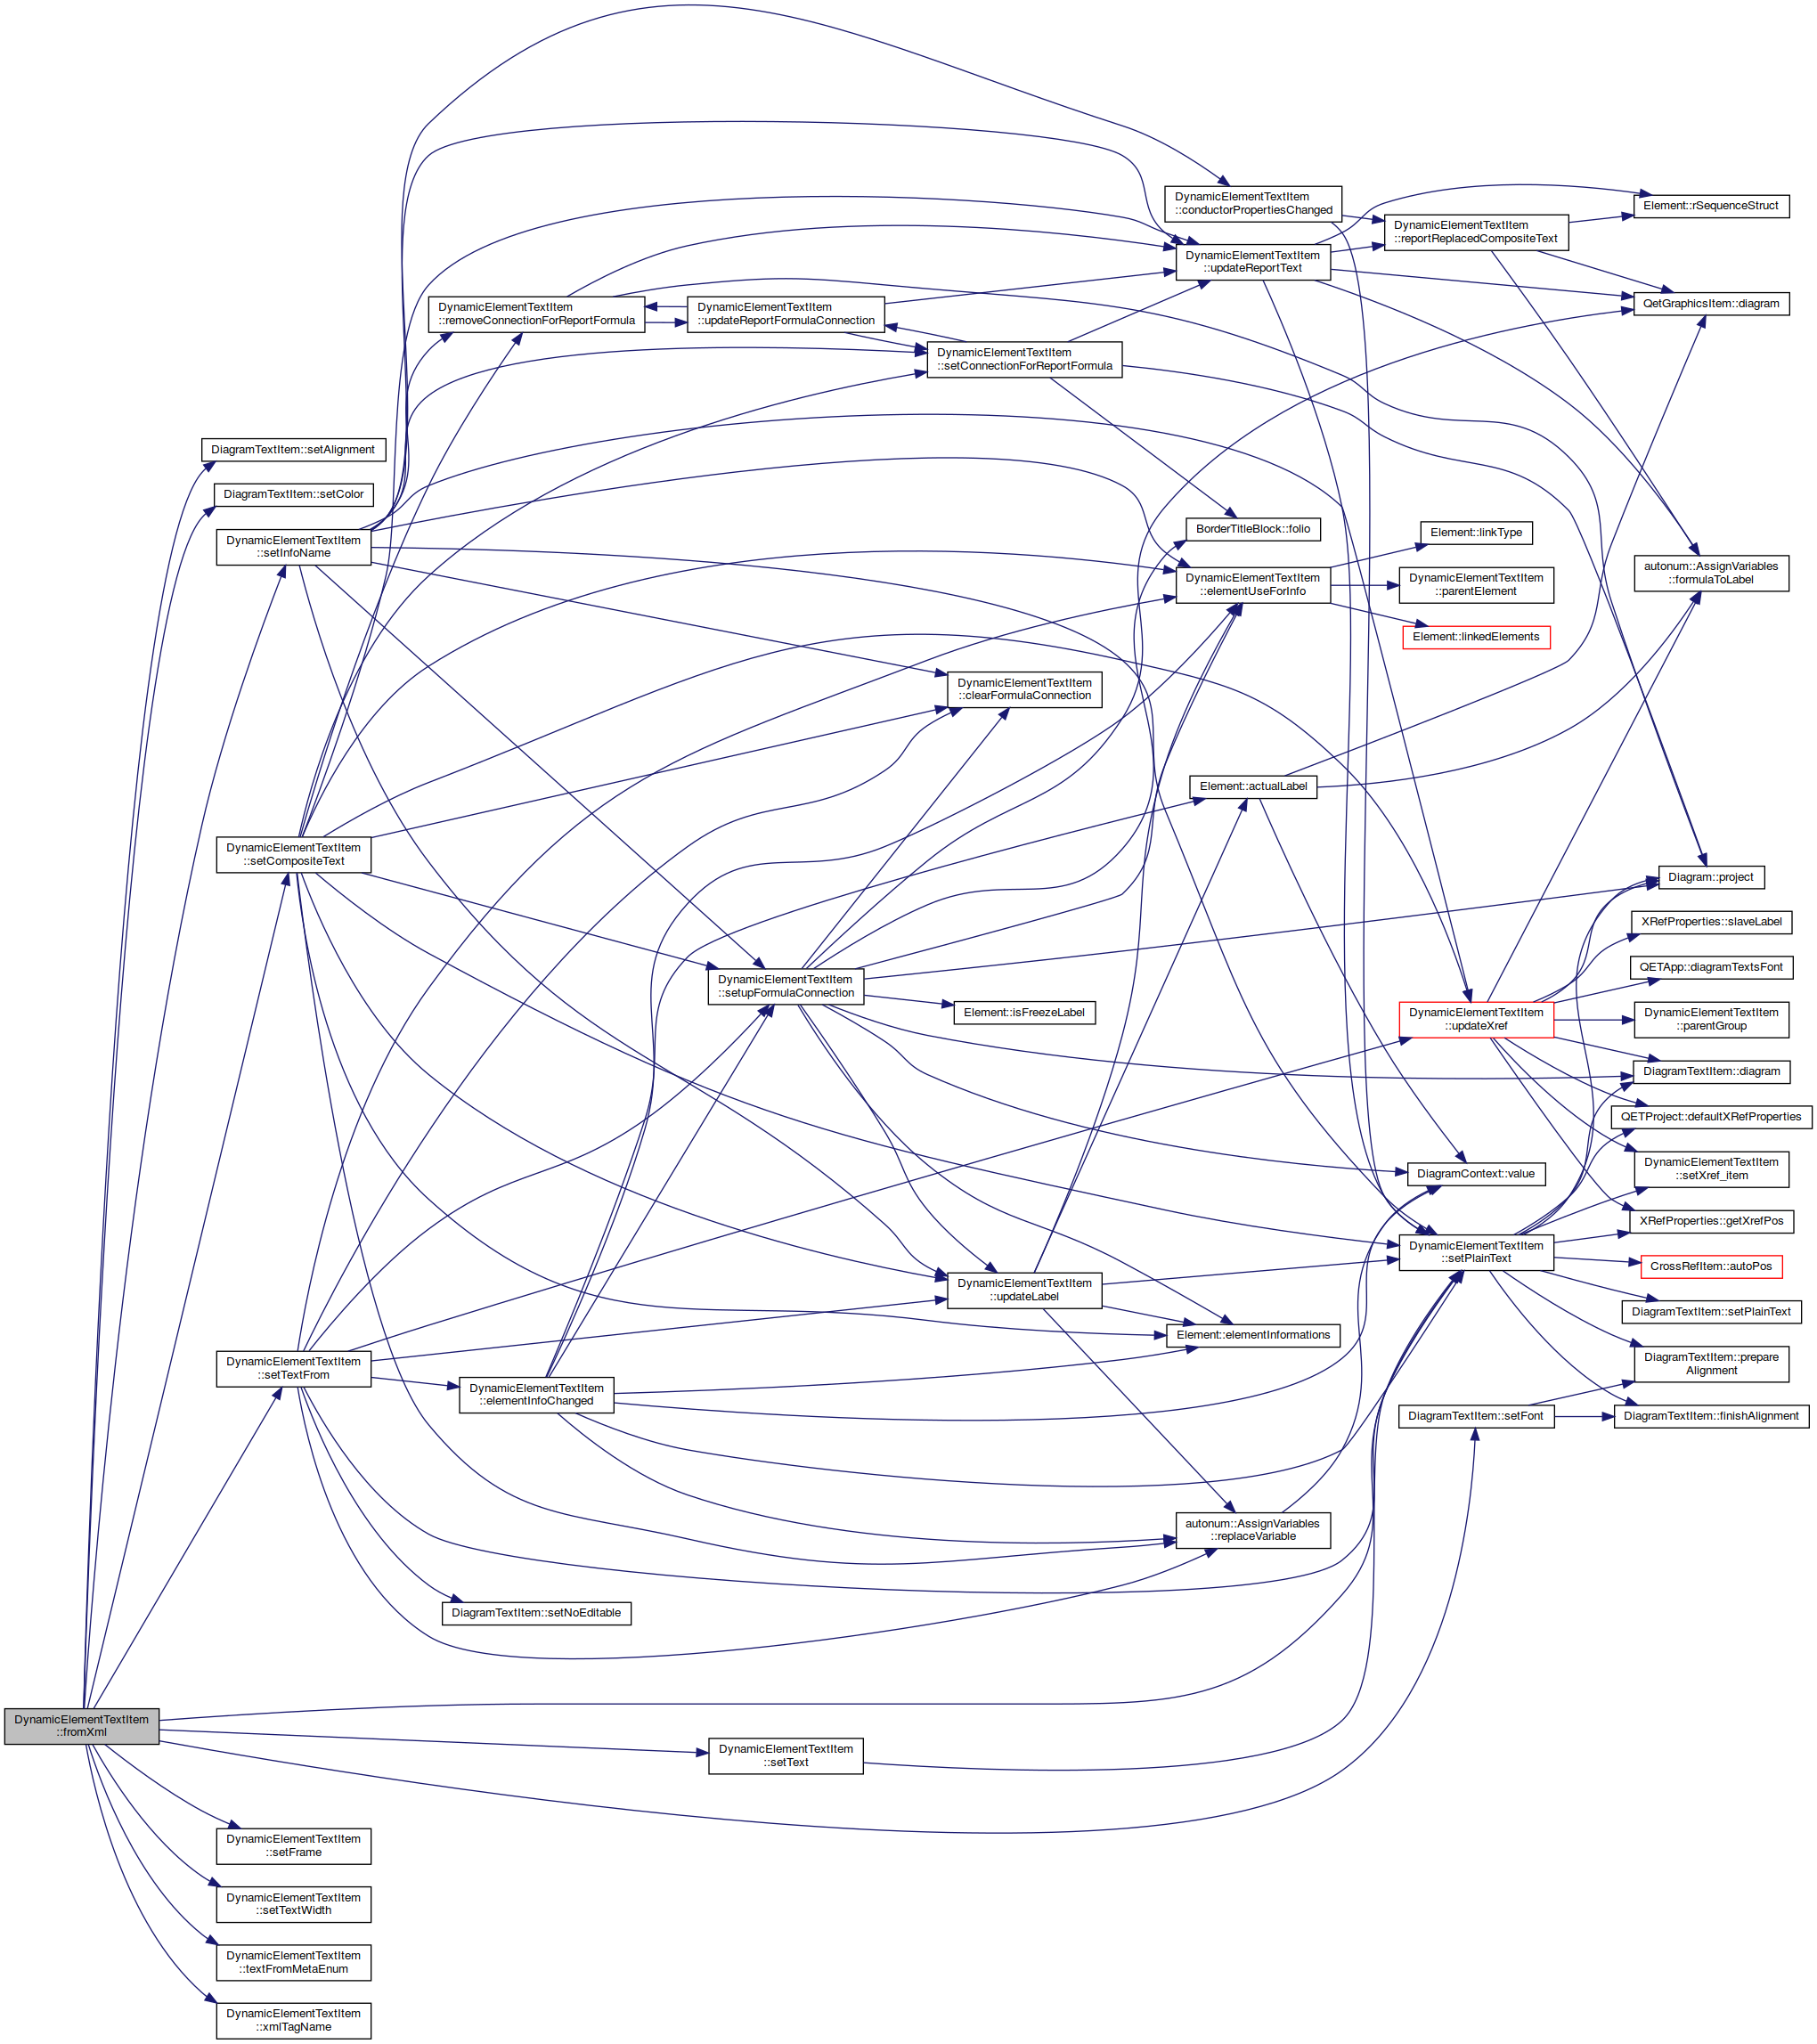 DynamicElementTextItem
::conductorPropertiesChanged
Element::rSequenceStruct
DynamicElementTextItem
::reportReplacedCompositeText
DynamicElementTextItem
::updateReportText
QetGraphicsItem::diagram
DynamicElementTextItem
::removeConnectionForReportFormula
DynamicElementTextItem
::updateReportFormulaConnection
DynamicElementTextItem
::setConnectionForReportFormula
DiagramTextItem::setAlignment
DiagramTextItem::setColor
DynamicElementTextItem
::setInfoName
BorderTitleBlock::folio
Element::linkType
autonum::AssignVariables
::formulaToLabel
DynamicElementTextItem
::elementUseForInfo
DynamicElementTextItem
::parentElement
Element::linkedElements
DynamicElementTextItem
::clearFormulaConnection
Element::actualLabel
DynamicElementTextItem
::setCompositeText
Diagram::project
XRefProperties::slaveLabel
QETApp::diagramTextsFont
DynamicElementTextItem
::setupFormulaConnection
Element::isFreezeLabel
DynamicElementTextItem
::updateXref
DynamicElementTextItem
::parentGroup
DiagramTextItem::diagram
QETProject::defaultXRefProperties
DynamicElementTextItem
::setXref_item
DiagramContext::value
XRefProperties::getXrefPos
DynamicElementTextItem
::setPlainText
CrossRefItem::autoPos
DynamicElementTextItem
::updateLabel
DiagramTextItem::setPlainText
Element::elementInformations
DiagramTextItem::prepare
Alignment
DynamicElementTextItem
::setTextFrom
DynamicElementTextItem
::elementInfoChanged
DiagramTextItem::setFont
DiagramTextItem::finishAlignment
autonum::AssignVariables
::replaceVariable
DiagramTextItem::setNoEditable
DynamicElementTextItem
::fromXml
DynamicElementTextItem
::setText
DynamicElementTextItem
::setFrame
DynamicElementTextItem
::setTextWidth
DynamicElementTextItem
::textFromMetaEnum
DynamicElementTextItem
::xmlTagName